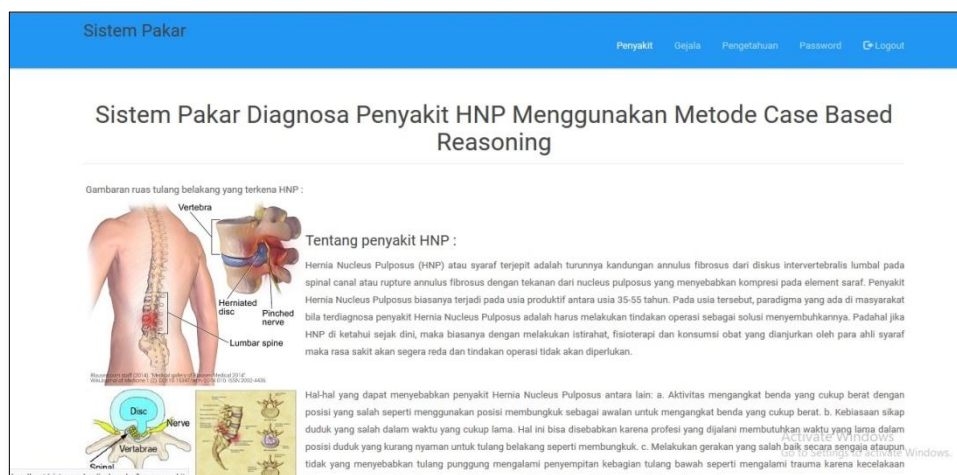 Sistem Pakar
Penyakit Gejala Pengetahuan Password Logout
Sistem Pakar Diagnosa Penyakit HNP Menggunakan Metode Case Based
Reasoning
Gambaran ruas tulang belakang yang terkena HNP :
Vertebra
Herniated
disc
Pinched
nerve
Lumbar spine
Tentang penyakit HNP :
Hernia Nucleus Pulposus (HNP) atau syaraf terjepit adalah turunnya kandungan annulus fibrosus dari diskus intervertebralis lumbal pada
spinal canal atau rupture annulus fibrosus dengan tekanan dari nucleus pulposus yang menyebabkan kompresi pada element saraf. Penyakit
Hernia Nucleus Pulposus biasanya terjadi pada usia produktif antara usia 35-55 tahun. Pada usia tersebut, paradigma yang ada di masyarakat
bila terdiagnosa penyakit Hernia Nucleus Pulposus adalah harus melakukan tindakan operasi sebagai solusi menyembuhkannya. Padahal jika
HNP di ketahui sejak dini, maka biasanya dengan melakukan istirahat, fisioterapi dan konsumsi obat yang dianjurkan oleh para ahli syaraf
maka rasa sakit akan segera reda dan tindakan operasi tidak akan diperlukan.
Disc
Nerve
Vertebrae
Spinal
Hal-hal yang dapat menyebabkan penyakit Hernia Nucleus Pulposus antara lain: a. Aktivitas mengangkat benda yang cukup berat dengan
posisi yang salah seperti menggunakan posisi membungkuk sebagai awalan untuk mengangkat benda yang cukup berat. b. Kebiasaan sikap
duduk yang salah dalam waktu yang cukup lama. Hal ini bisa disebabkan karena profesi yang dijalani membutuhkan waktu yang lama dalam
posisi duduk yang kurang nyaman untuk tulang belakang seperti membungkuk. c. Melakukan gerakan yang salah baik secara sengaja ataupun
tidak yang menyebabkan tulang punggung mengalami penyempitan kebagian tulang bawah seperti mengalami trauma karena kecelakaan
Activate Windows
Go to Settings to activate Windows.